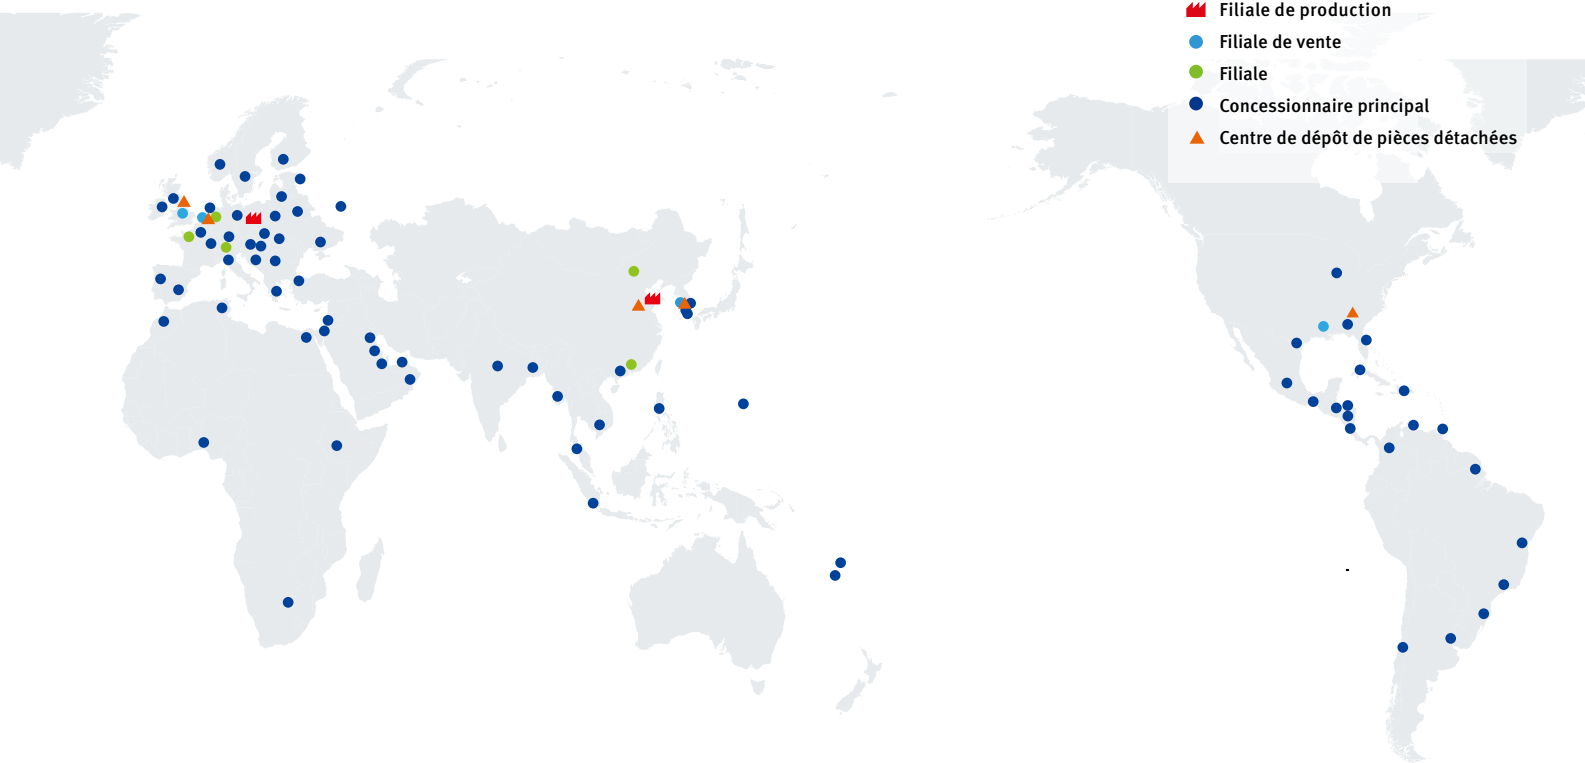 Filiale de production
Filiale de vente
Filiale
Concessionnaire principal
Centre de dépôt de pièces détachées